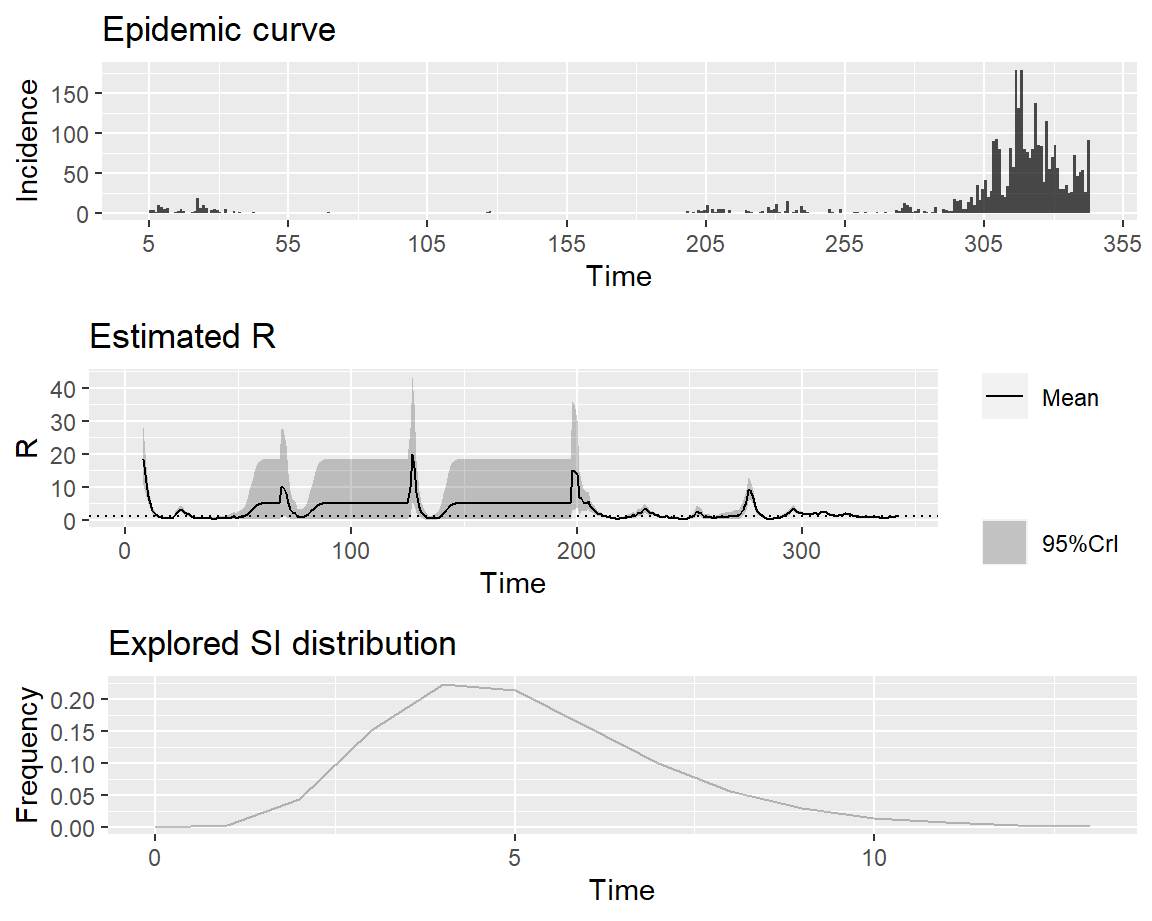 Epidemic curve
Incidence
150
100
50
0
5 55 105 155 205 255 305 355
Time
Estimated R
R
40
30
20
10
0
0 100 200 300
Time
Mean
95%CrI
Explored SI distribution
Frequency
0.20
0.15
0.10
0.05
0.00
0 5 10
Time